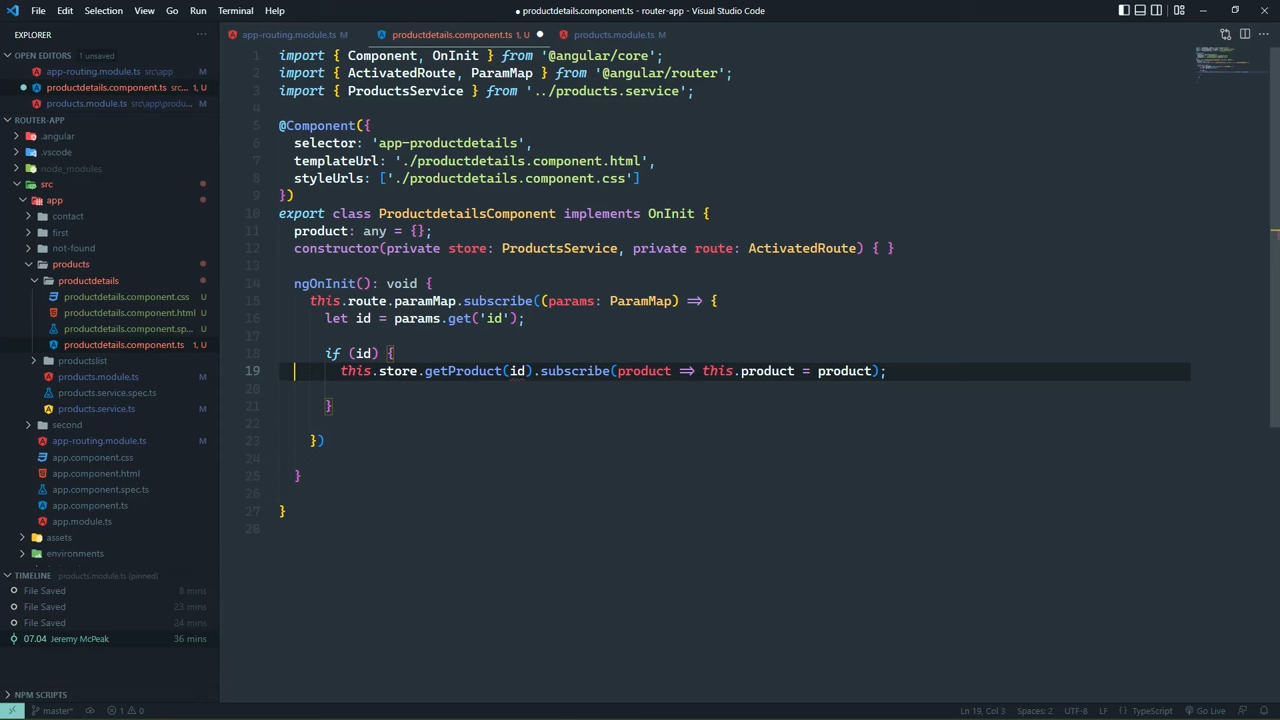 File Edit Selection View Go Run Terminal Help
● productdetails.component.ts - router-app - Visual Studio Code
EXPLORER
OPEN EDITORS 1 unsaved
app-routing.module.ts src\app M
productdetails.component.ts src... 1, U
products.module.ts src\app\produ... M
ROUTER-APP
.angular
.vscode
node_modules
src
app
contact
first
not-found
products
productdetails
productdetails.component.css U
productdetails.component.html U
productdetails.component.sp... U
productdetails.component.ts 1, U
productslist
products.module.ts M
products.service.spec.ts
products.service.ts M
second
app-routing.module.ts M
app.component.css
app.component.html
app.component.spec.ts
app.component.ts
app.module.ts
assets
environments
TIMELINE products.module.ts (pinned)
File Saved 8 mins
File Saved 23 mins
File Saved 24 mins
07.04 Jeremy McPeak 36 mins
NPM SCRIPTS
app-routing.module.ts M
productdetails.component.ts 1, U ●
products.module.ts M
1 import { Component, OnInit } from '@angular/core';
2 import { ActivatedRoute, ParamMap } from '@angular/router';
3 import { ProductsService } from '../products.service';
4
5 @Component({
6 selector: 'app-productdetails',
7 templateUrl: './productdetails.component.html',
8 styleUrls: ['./productdetails.component.css']
9 })
10 export class ProductdetailsComponent implements OnInit {
11 product: any = {};
12 constructor(private store: ProductsService, private route: ActivatedRoute) { }
13
14 ngOnInit(): void {
15 this.route.paramMap.subscribe((params: ParamMap) => {
16 let id = params.get('id');
17
18 if (id) {
19 this.store.getProduct(id).subscribe(product => this.product = product);
20
21 }
22
23 })
24
25 }
26
27 }
28
master* 1 0
Ln 19, Col 3 Spaces: 2 UTF-8 LF { } TypeScript Go Live